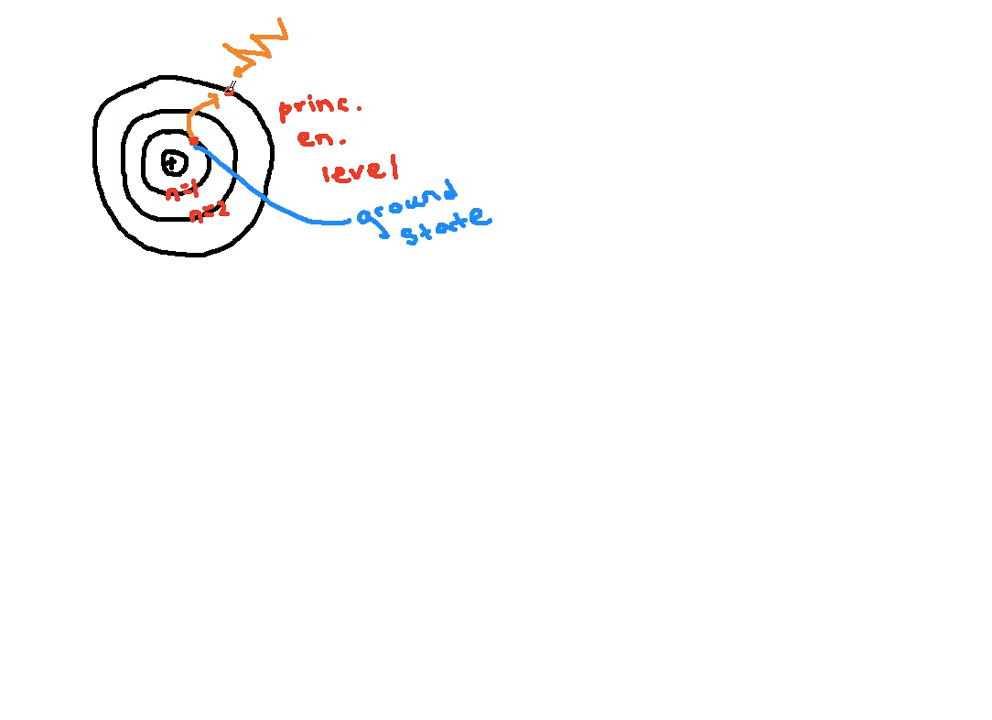 +
n=1
n=2
princ.
en.
level
ground
state